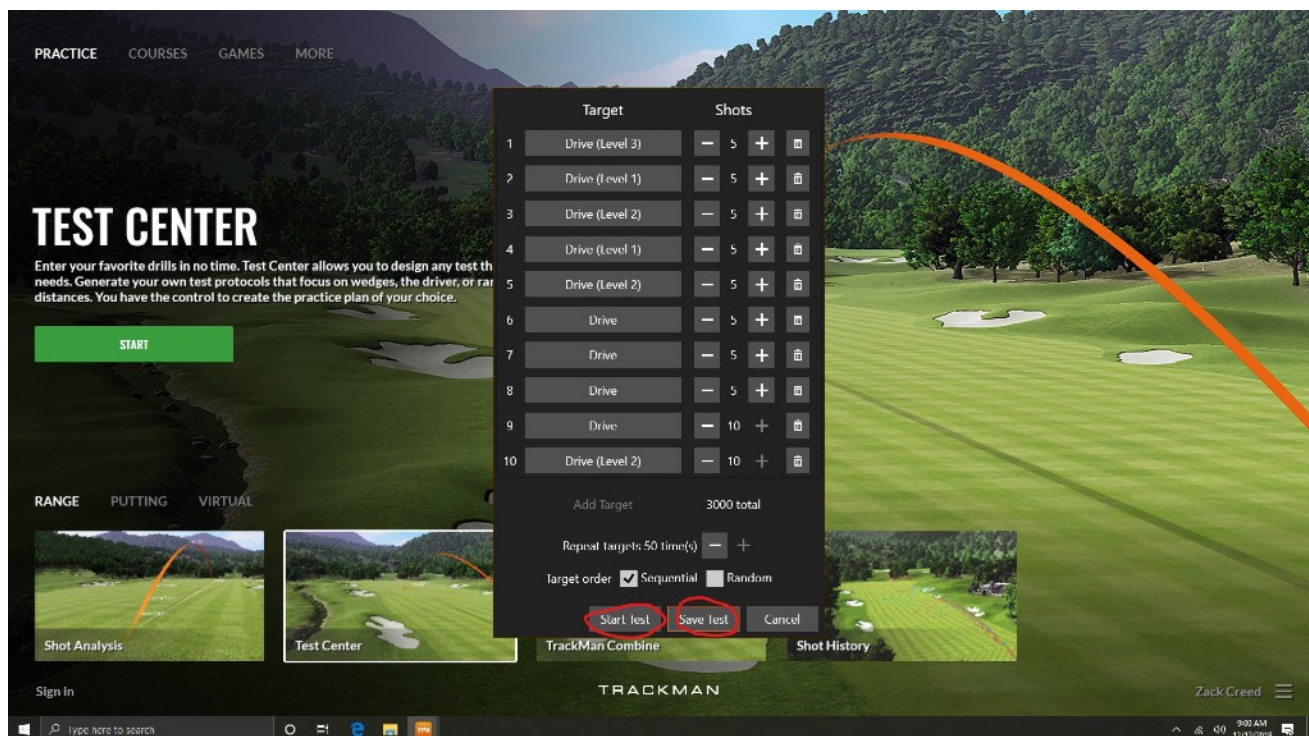 PRACTICE COURSES GAMES MORE
TEST CENTER
Enter your favorite drills in no time. Test Center allows you to design any test th
needs. Generate your own test protocols that focus on wedges, the driver, or rar
distances. You have the control to create the practice plan of your choice.
START
Target Shots
1 Drive (Level 3) 5
2 Drive (Level 1) 5
3 Drive (Level 2) 5
4 Drive (Level 1) 5
5 Drive (Level 2) 5
6 Drive 5
7 Drive 5
8 Drive 5
9 Drive 10
10 Drive (Level 2) 10
Add Target 3000 total
Repeat targets 50 time(s)
Target order Sequential Random
Start Test Save Test Cancel
RANGE PUTTING VIRTUAL
Shot Analysis
Test Center
TrackMan Combine
Shot History
Sign in
TRACKMAN
Zack Creed
Type here to search
9:03 AM
12/12/2019